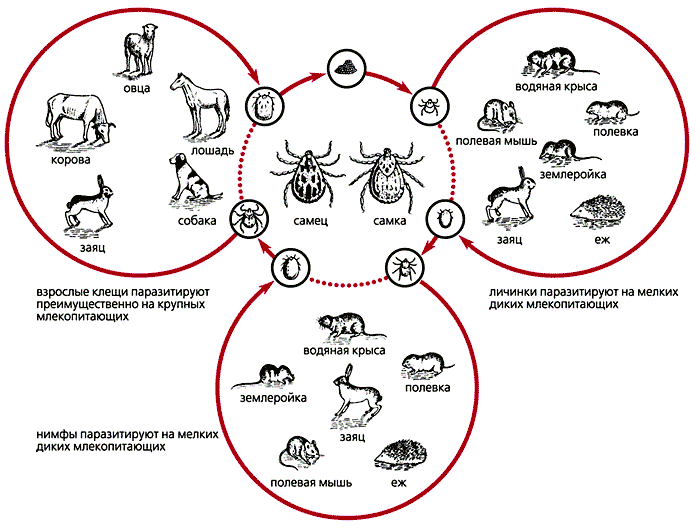 овца
корова
лошадь
заяц
собака
взрослые клещи паразитируют
преимущественно на крупных
млекопитающих
самец
самка
водяная крыса
полевая мышь
полевка
землеройка
заяц
еж
личинки паразитируют на мелких
диких млекопитающих
водяная крыса
землеройка
полевка
заяц
полевая мышь
еж
нимфы паразитируют на мелких
диких млекопитающих